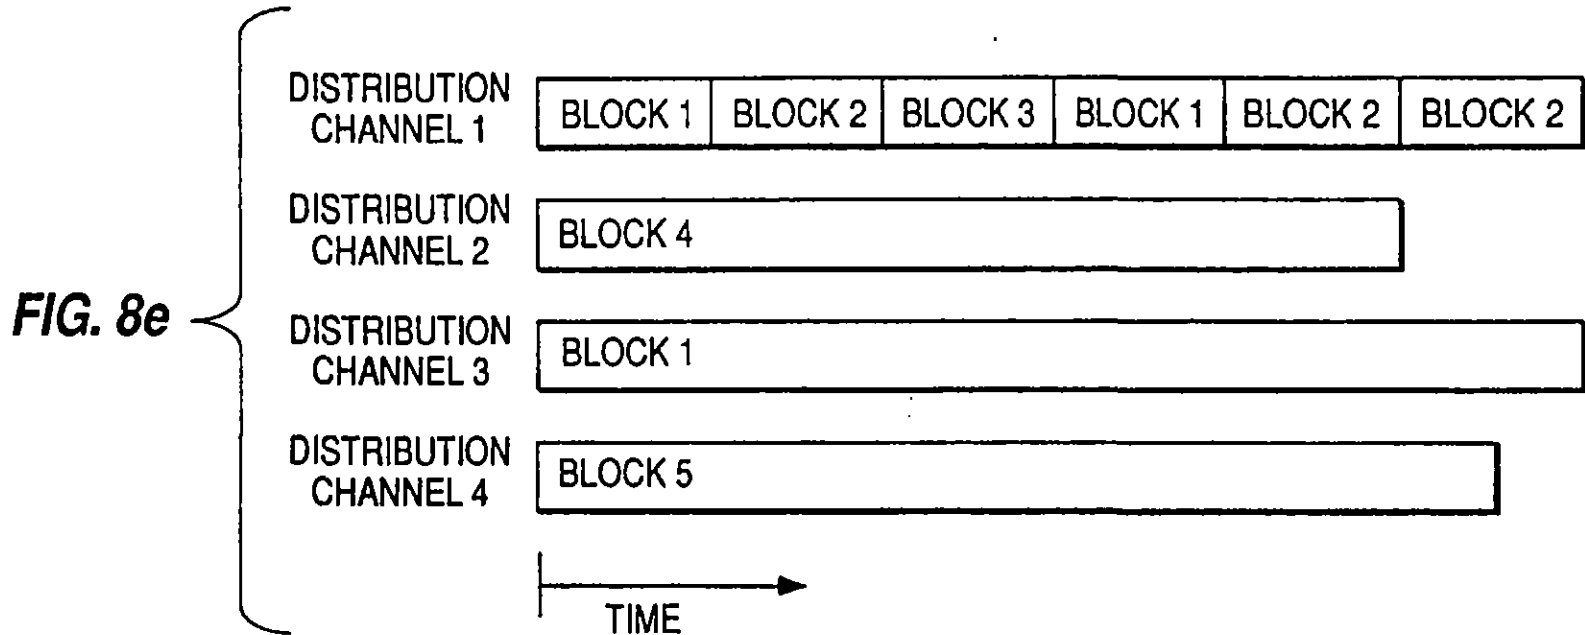 DISTRIBUTION
CHANNEL 1
BLOCK 1 BLOCK 2 BLOCK 3 BLOCK 1 BLOCK 2 BLOCK 2
DISTRIBUTION
CHANNEL 2
BLOCK 4
FIG. 8e
DISTRIBUTION
CHANNEL 3
BLOCK 1
DISTRIBUTION
CHANNEL 4
BLOCK 5
TIME